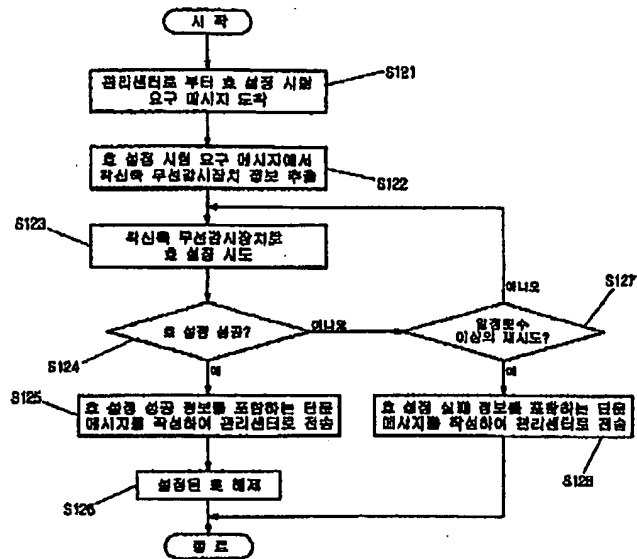 시 작
S121
관리센터로 부터 호 설정 시험
요구 메시지 도착
호 설정 시험 요구 메시지에서
착신측 무선감시장치 정보 추출
S122
S123
착신측 무선감시장치로
호 설정 시도
호 설정 성공?
S124
아니오
예
일정횟수
이상의 재시도?
S127
아니오
예
S125
호 설정 성공 정보를 포함하는 단문
메시지를 작성하여 관리센터로 전송
호 설정 실패 정보를 포함하는 단문
메시지를 작성하여 관리센터로 전송
S128
설정된 호 해제
S126
종 료